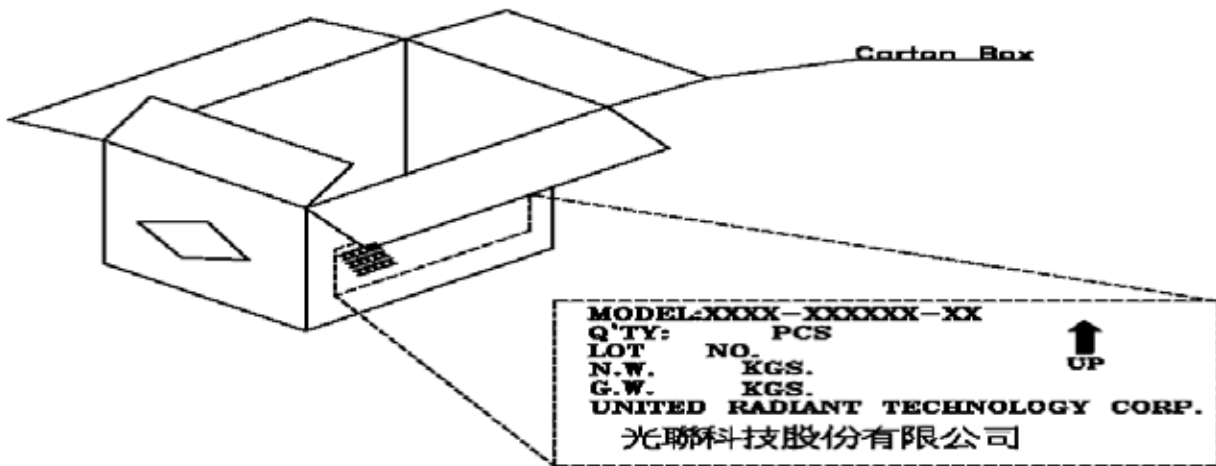 Carton Box
MODEL:XXXX-XXXXXX-XX
Q'TY: PCS
UP
LOT NO.
N.W. KGS.
G.W. KGS.
UNITED RADIANT TECHNOLOGY CORP.
光聯科技股份有限公司